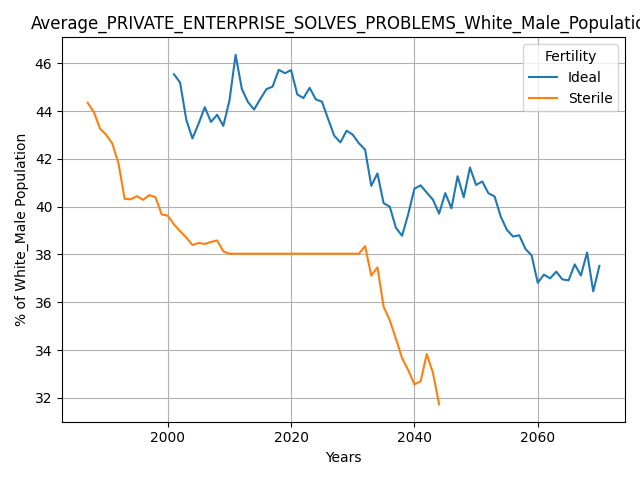 Average_PRIVATE_ENTERPRISE_SOLVES_PROBLEMS_White_Male_Populatio
Fertility
Ideal
Sterile
% of White_Male Population
46
44
42
40
38
36
34
32
2000
2020
2040
2060
Years